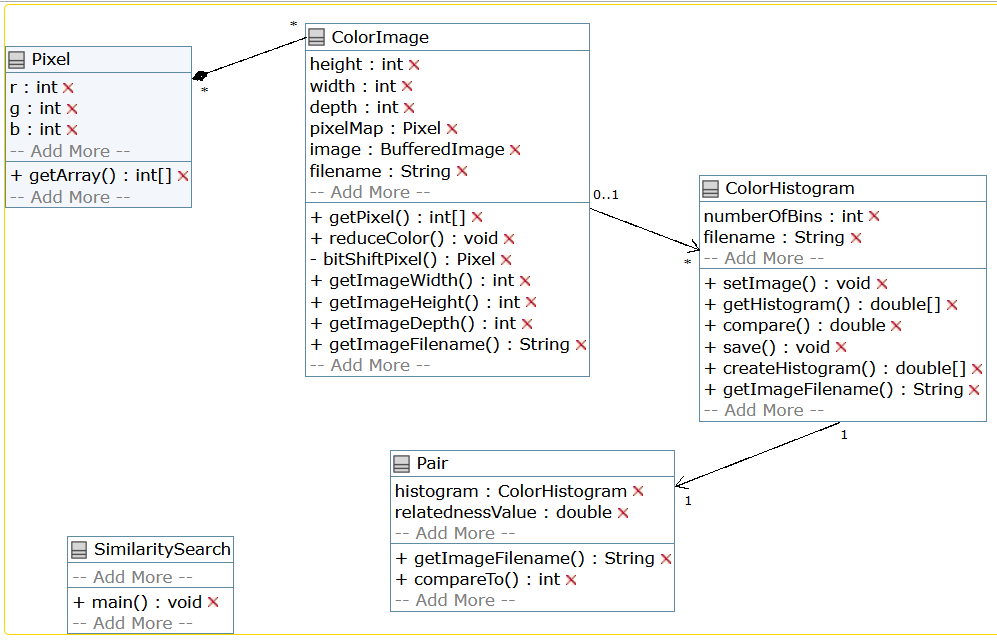 Pixel
r : int
g : int
b : int
-- Add More --
+ getArray() : int[]
-- Add More --
*
*
ColorImage
height : int
width : int
depth : int
pixelMap : Pixel
image : BufferedImage
filename : String
-- Add More --
+ getPixel() : int[]
+ reduceColor() : void
- bitShiftPixel() : Pixel
+ getImageWidth() : int
+ getImageHeight() : int
+ getImageDepth() : int
+ getImageFilename() : String
-- Add More --
0..1
*
ColorHistogram
numberOfBins : int
filename : String
-- Add More --
+ setImage() : void
+ getHistogram() : double[]
+ compare() : double
+ save() : void
+ createHistogram() : double[]
+ getImageFilename() : String
-- Add More --
1
1
Pair
histogram : ColorHistogram
relatednessValue : double
-- Add More --
+ getImageFilename() : String
+ compareTo() : int
-- Add More --
SimilaritySearch
-- Add More --
+ main() : void
-- Add More --